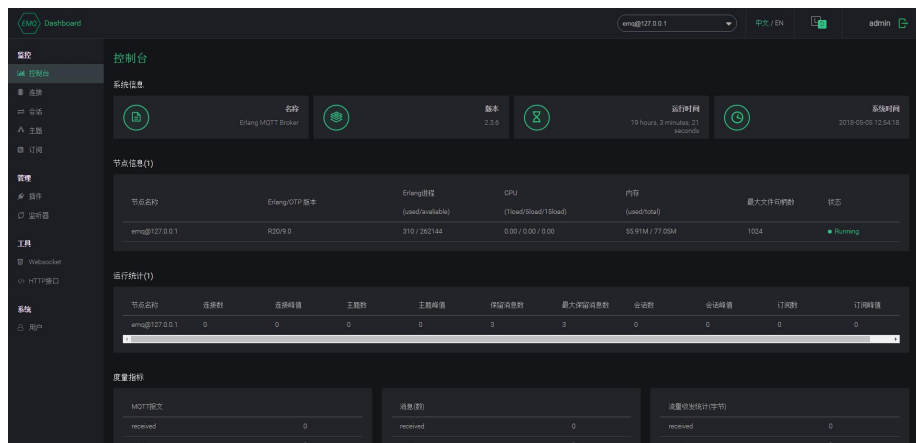 EMQ Dashboard
emq@127.0.0.1
中文 / EN
admin
监控
控制台
连接
会话
主题
订阅
管理
插件
监听器
工具
Websocket
HTTP接口
系统
用户
控制台
系统信息
名称
Erlang MQTT Broker
版本
2.3.6
运行时间
19 hours, 3 minutes, 21
seconds
系统时间
2018-05-05 12:54:18
节点信息(1)
节点名称 Erlang/OTP 版本 Erlang进程 (used/avaliable) CPU (1load/5load/15load) 内存 (used/total) 最大文件句柄数 状态
emq@127.0.0.1 R20/9.0 310 / 262144 0.00 / 0.00 / 0.00 55.91M / 77.05M 1024 Running
运行统计(1)
节点名称 连接数 连接峰值 主题数 主题峰值 保留消息数 最大保留消息数 会话数 会话峰值 订阅数 订阅峰值
emq@127.0.0.1 0 0 0 0 3 3 0 0 0 0
度量指标
MQTT报文
received 0
消息(数)
received 0
流量收发统计(字节)
received 0